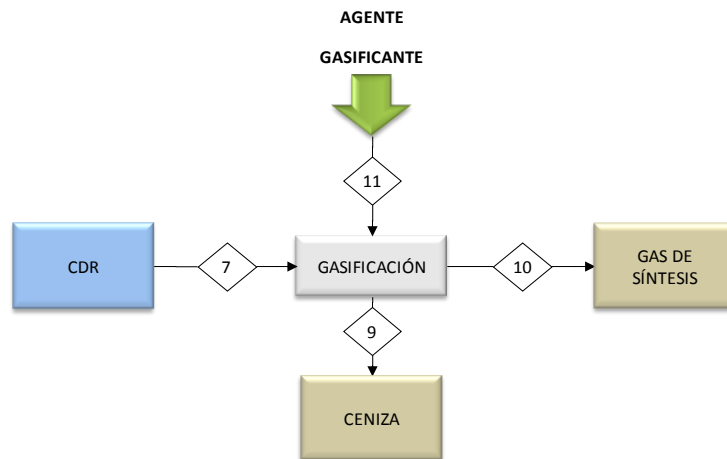 AGENTE
GASIFICANTE
11
CDR
7
GASIFICACIÓN
10
GAS DE
SÍNTESIS
9
CENIZA